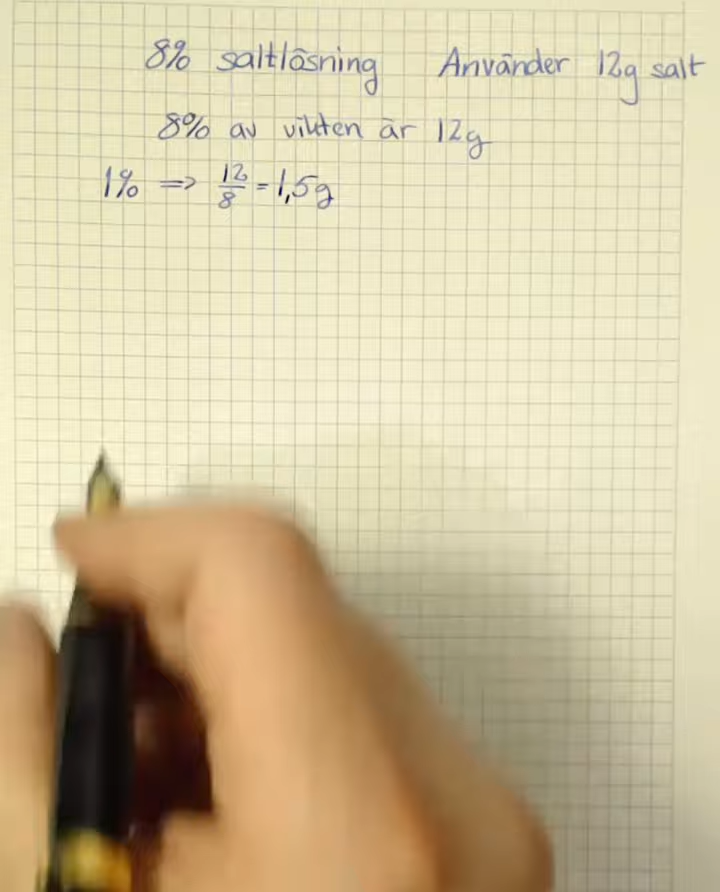 8% saltlösning Använder 12g salt
8% av vikten är 12g
1% => 12/8 = 1,5g